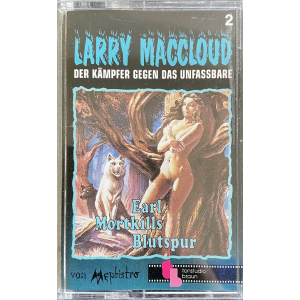 2
LARRY MACCLOUD
DER KÄMPFER GEGEN DAS UNFASSBARE
Earl
Mortkills
Blutspur
von Mephistro
tonstudio
braun